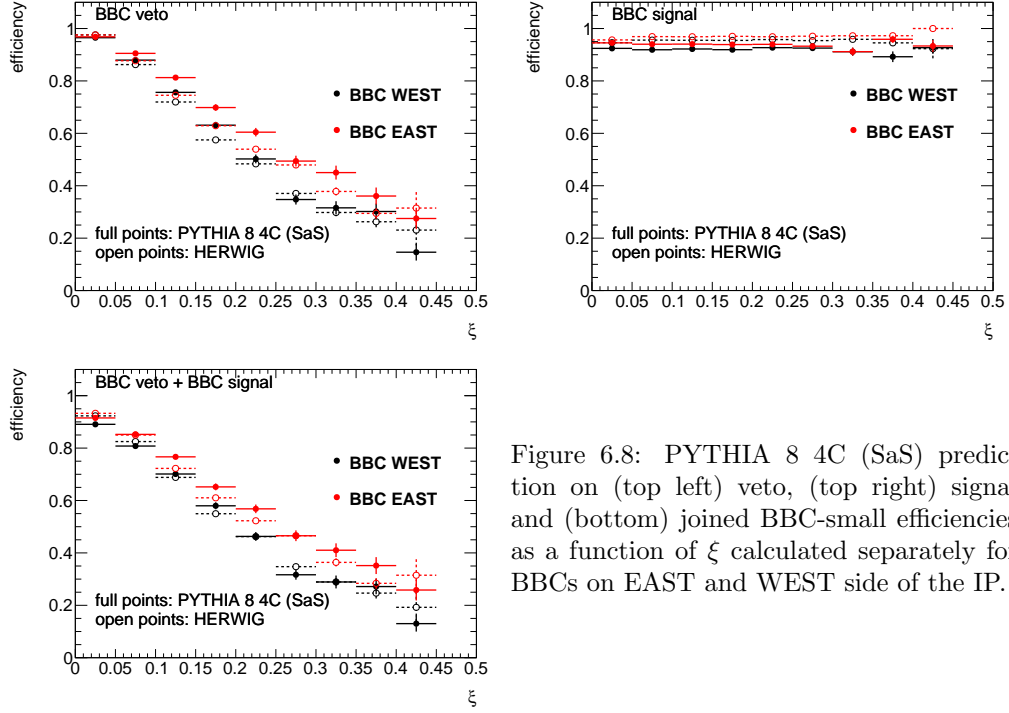 BBC veto
efficiency
1
0.8
0.6
0.4
0.2
0
BBC WEST
BBC EAST
full points: PYTHIA 8 4C (SaS)
open points: HERWIG
0 0.05 0.1 0.15 0.2 0.25 0.3 0.35 0.4 0.45 0.5
ξ
BBC signal
efficiency
1
0.8
0.6
0.4
0.2
0
BBC WEST
BBC EAST
full points: PYTHIA 8 4C (SaS)
open points: HERWIG
0 0.05 0.1 0.15 0.2 0.25 0.3 0.35 0.4 0.45 0.5
ξ
BBC veto + BBC signal
efficiency
1
0.8
0.6
0.4
0.2
0
BBC WEST
BBC EAST
full points: PYTHIA 8 4C (SaS)
open points: HERWIG
0 0.05 0.1 0.15 0.2 0.25 0.3 0.35 0.4 0.45 0.5
ξ
Figure 6.8: PYTHIA 8 4C (SaS) predic
tion on (top left) veto, (top right) signa
and (bottom) joined BBC-small efficiencies
as a function of ξ calculated separately for
BBCs on EAST and WEST side of the IP.